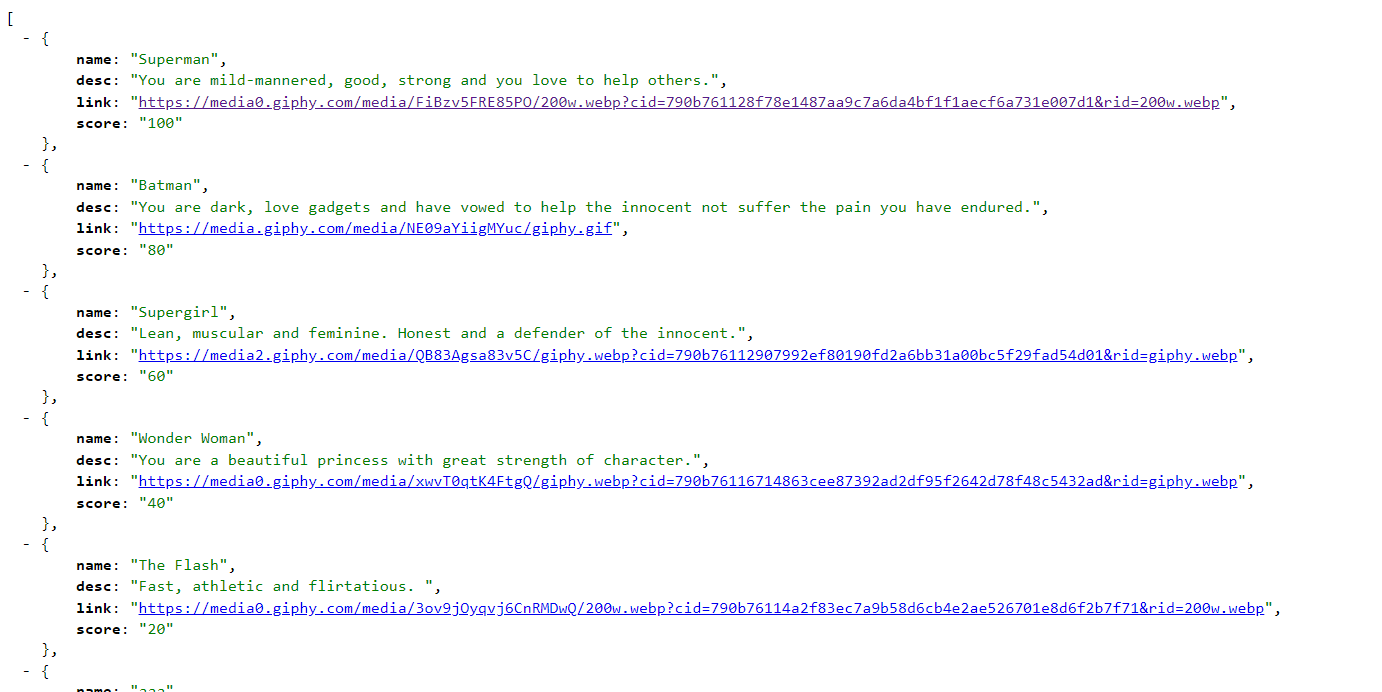 [
- {
name: "Superman",
desc: "You are mild-mannered, good, strong and you love to help others.",
link: "https://media0.giphy.com/media/FiBzv5FRE85PO/200w.webp?cid=790b761128f78e1487aa9c7a6da4bf1f1aecf6a731e007d1&rid=200w.webp",
score: "100"
},
- {
name: "Batman",
desc: "You are dark, love gadgets and have vowed to help the innocent not suffer the pain you have endured.",
link: "https://media.giphy.com/media/NE09aYiigMYuc/giphy.gif",
score: "80"
},
- {
name: "Supergirl",
desc: "Lean, muscular and feminine. Honest and a defender of the innocent.",
link: "https://media2.giphy.com/media/QB83Agsa83v5C/giphy.webp?cid=790b76112907992ef80190fd2a6bb31a00bc5f29fad54d01&rid=giphy.webp",
score: "60"
},
- {
name: "Wonder Woman",
desc: "You are a beautiful princess with great strength of character.",
link: "https://media0.giphy.com/media/xwvT0qtK4FtgQ/giphy.webp?cid=790b76116714863cee87392ad2df95f2642d78f48c5432ad&rid=giphy.webp",
score: "40"
},
- {
name: "The Flash",
desc: "Fast, athletic and flirtatious. ",
link: "https://media0.giphy.com/media/3ov9jOyqvj6CnRMDwQ/200w.webp?cid=790b76114a2f83ec7a9b58d6cb4e2ae526701e8d6f2b7f71&rid=200w.webp",
score: "20"
},
- {
name: "aaa"